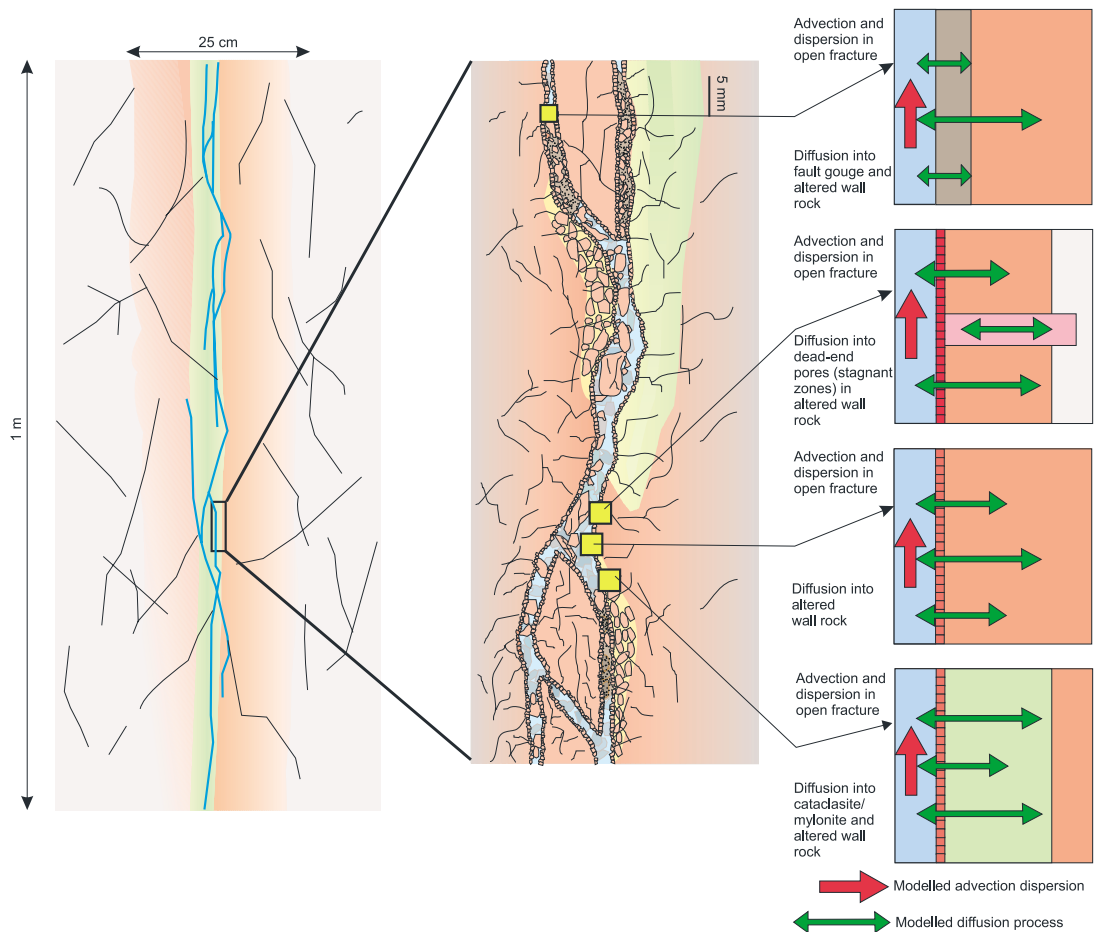 25 cm
1 m
5 mm
Advection and
dispersion in
open fracture
Diffusion into
fault gouge and
altered wall
rock
Advection and
dispersion in
open fracture
Diffusion into
dead-end
pores (stagnant
zones) in
altered wall
rock
Advection and
dispersion in
open fracture
Diffusion into
altered
wall rock
Advection and
dispersion in
open fracture
Diffusion into
cataclasite/
mylonite and
altered wall
rock
Modelled advection dispersion
Modelled diffusion process